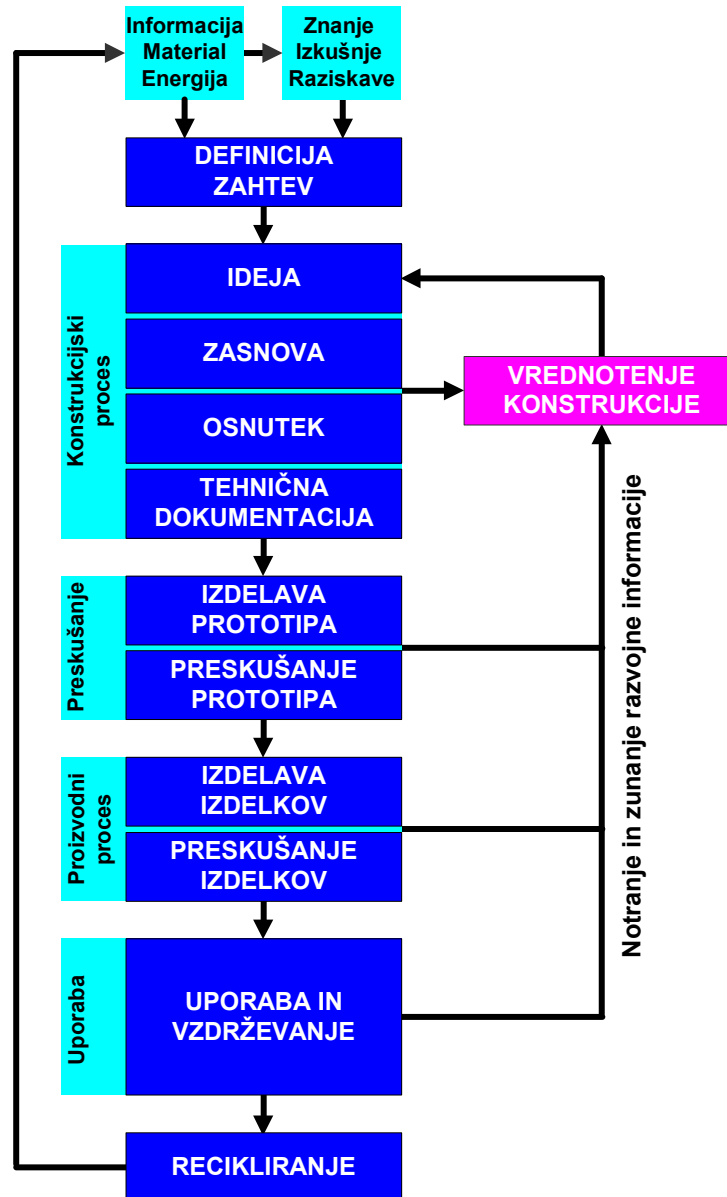 Informacija
Material
Energija
Znanje
Izkušnje
Raziskave
DEFINICIJA
ZAHTEV
Konstrukcijski
proces
IDEJA
ZASNOVA
OSNUTEK
TEHNIČNA
DOKUMENTACIJA
VREDNOTENJE
KONSTRUKCIJE
Preskušanje
IZDELAVA
PROTOTIPA
PRESKUŠANJE
PROTOTIPA
Notranje in zunanje razvojne informacije
Proizvodni
proces
IZDELAVA
IZDELKOV
PRESKUŠANJE
IZDELKOV
Uporaba
UPORABA IN
VZDRŽEVANJE
RECIKLIRANJE